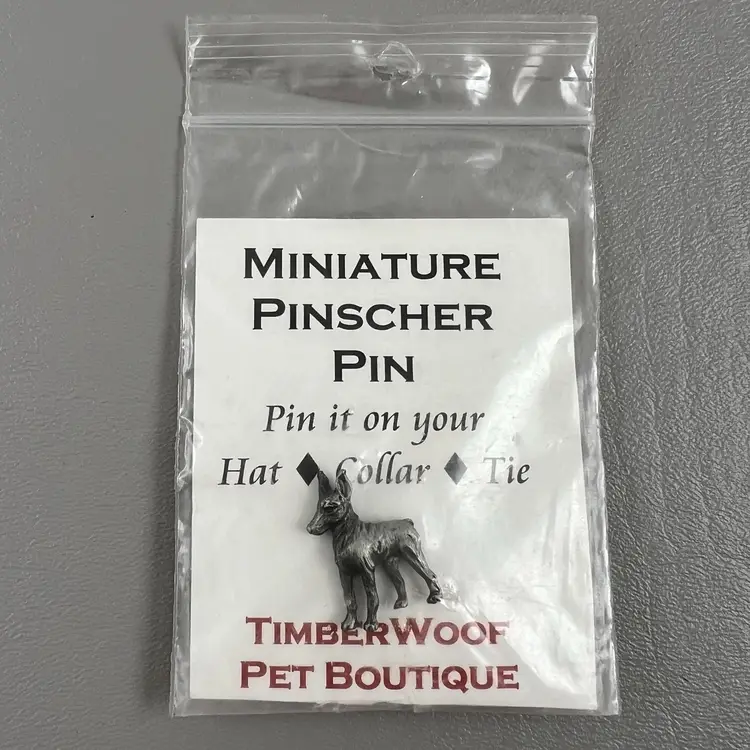 MINIATURE
PINSCHER
PIN
Pin it on your
Hat ♦ Collar ♦ Tie
TIMBERWOOF
PET BOUTIQUE